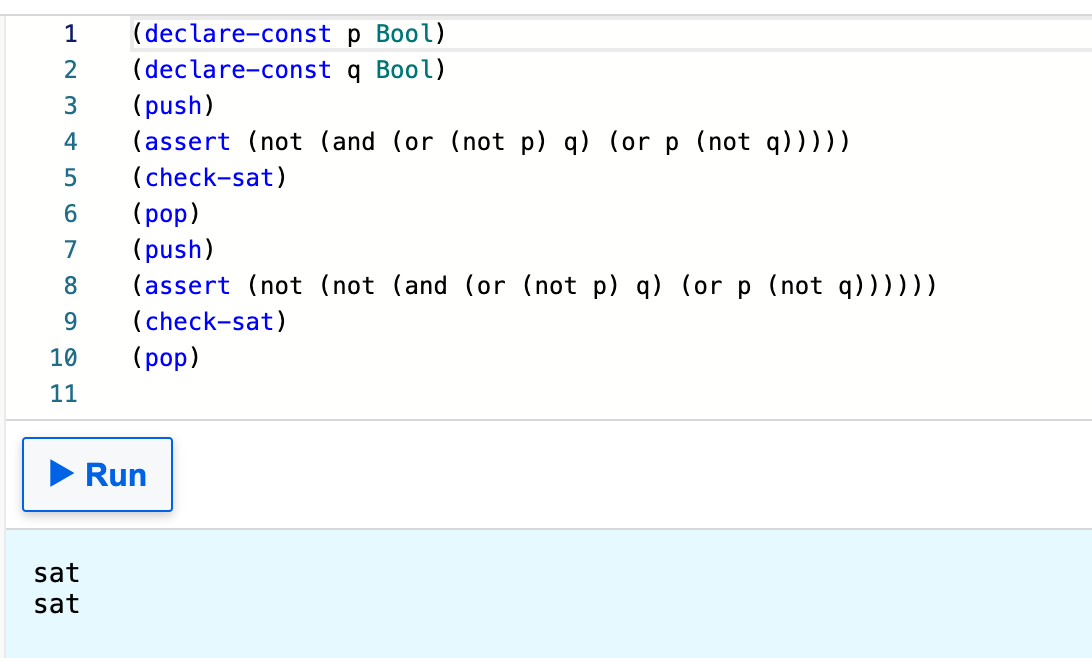 1 (declare-const p Bool)
2 (declare-const q Bool)
3 (push)
4 (assert (not (and (or (not p) q) (or p (not q)))))
5 (check-sat)
6 (pop)
7 (push)
8 (assert (not (not (and (or (not p) q) (or p (not q))))))
9 (check-sat)
10 (pop)
11
Run
sat
sat